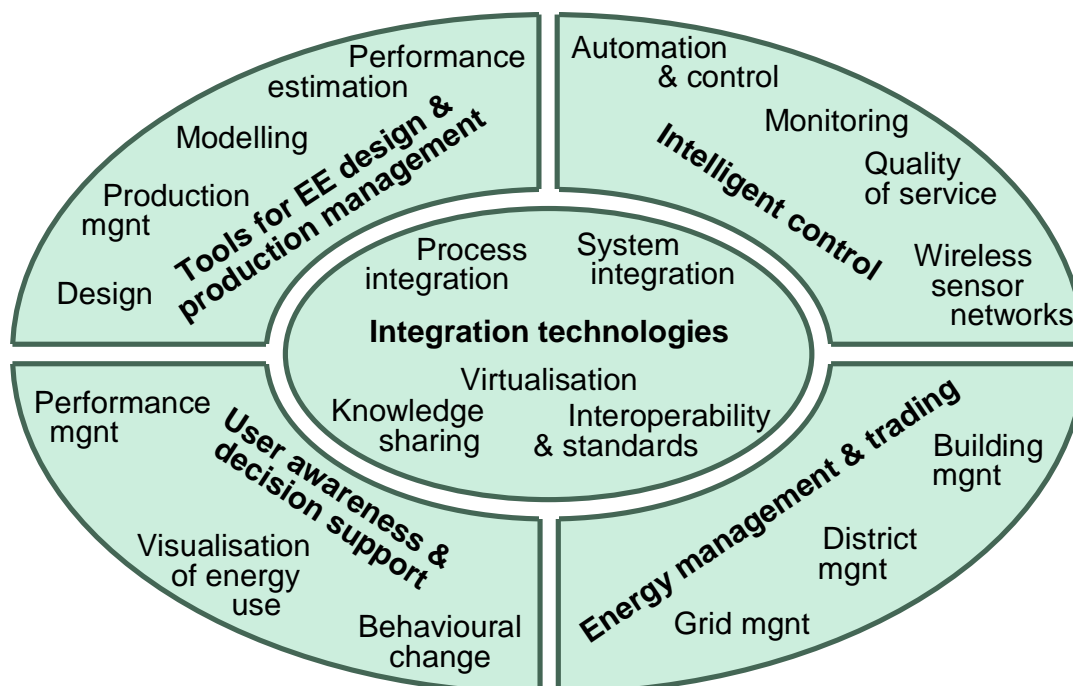 Performance
estimation
Modelling
Production
mgnt
Design
Tools for EE design &
production management
Automation
& control
Monitoring
Quality
of service
Wireless
sensor
networks
Intelligent control
Process
integration
System
integration
Integration technologies
Virtualisation
Knowledge
sharing
Interoperability
& standards
Performance
mgnt
User awareness &
decision support
Visualisation
of energy
use
Behavioural
change
Energy management & trading
Building
mgnt
District
mgnt
Grid mgnt